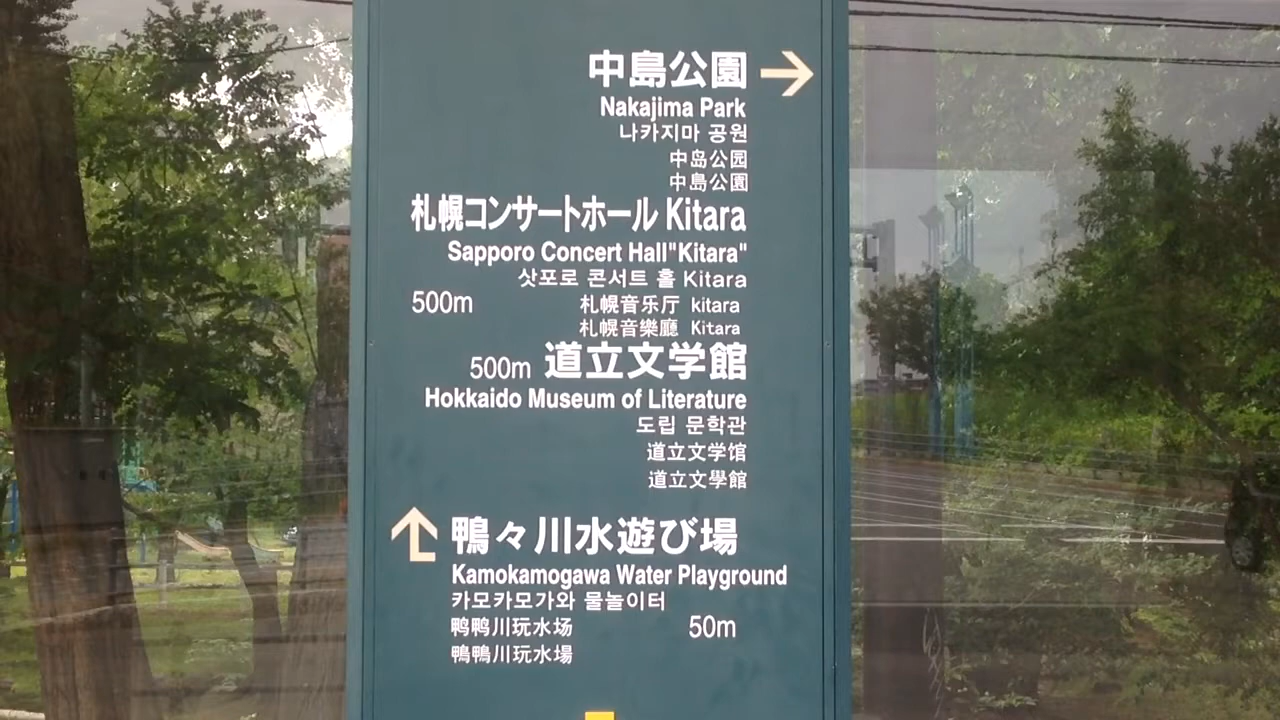 中島公園 →
Nakajima Park
나카지마 공원
中岛公园
中島公園
札幌コンサートホール Kitara
Sapporo Concert Hall"Kitara"
삿포로 콘서트 홀 Kitara
500m 札幌音乐厅 kitara
札幌音樂廳 Kitara
500m 道立文学館
Hokkaido Museum of Literature
도립 문학관
道立文学馆
道立文學館
鴨々川水遊び場
Kamokamogawa Water Playground
카모카모가와 물놀이터
鸭鸭川玩水场 50m
鴨鴨川玩水場